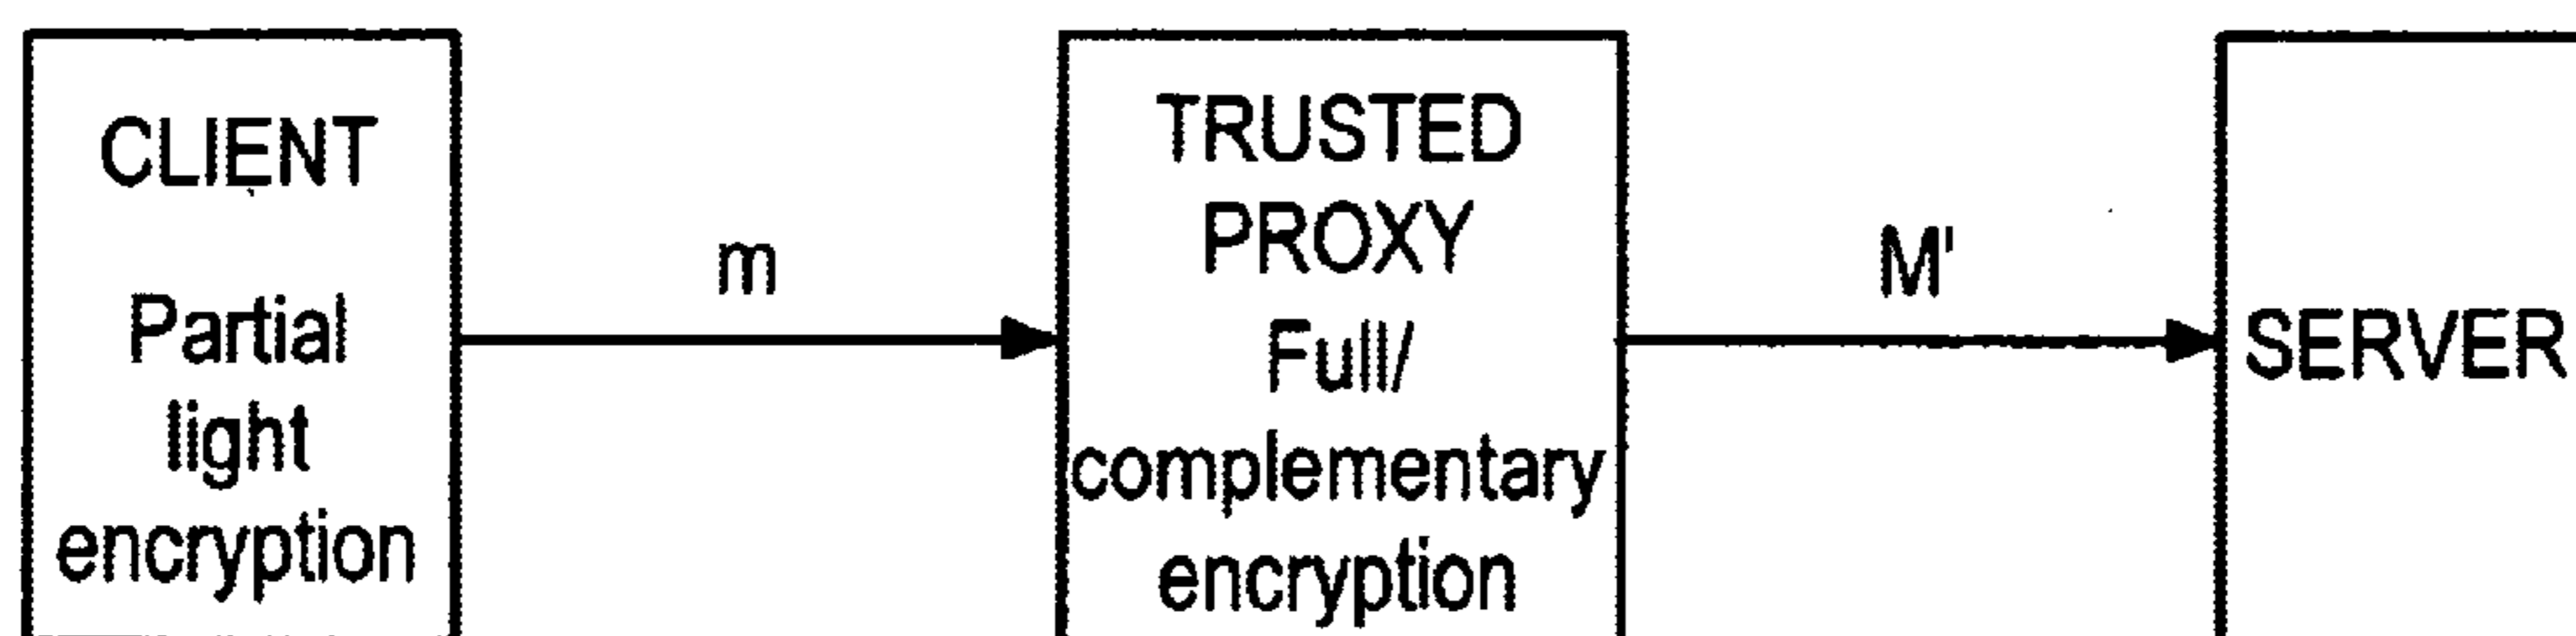 CLIENT
Partial
light
encryption
m
TRUSTED
PROXY
Full/
complementary
encryption
M'
SERVER